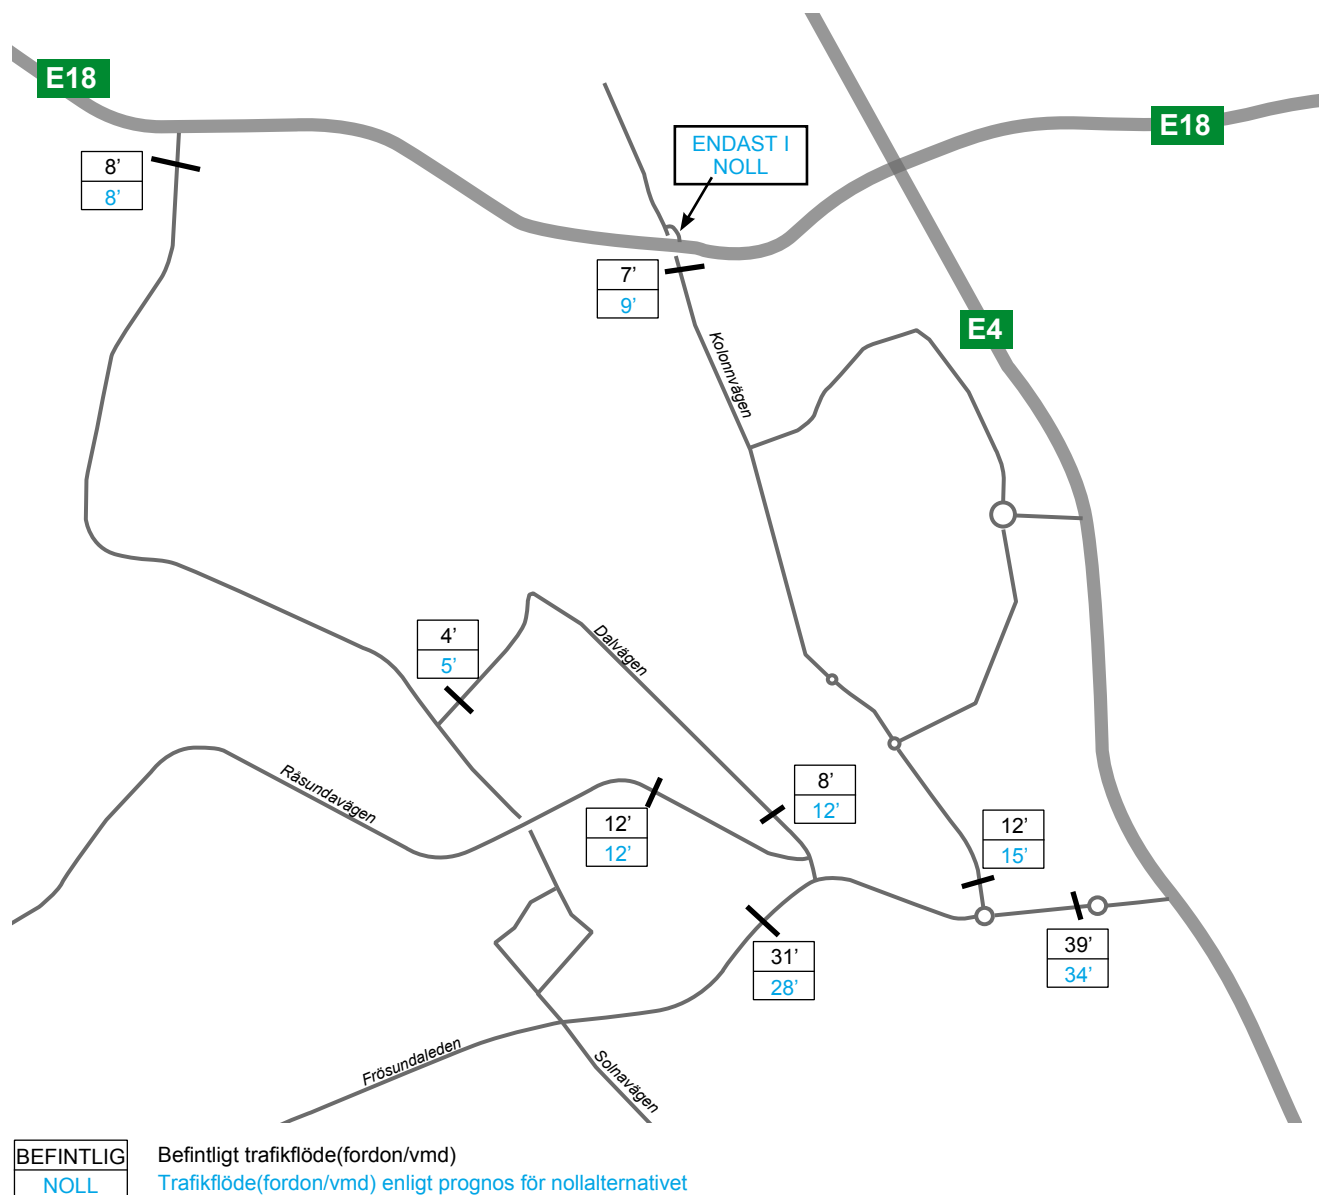 E18
ENDAST I
NOLL
E18
8’
8’
7’
9’
E4
Kolonnvägen
4’
5’
Dalvägen
Råsundavägen
8’
12’
12’
12’
12’
15’
31’
28’
39’
34’
Frösundaleden
Solnavägen
BEFINTLIG
NOLL
Befintligt trafikflöde(fordon/vmd)
Trafikflöde(fordon/vmd) enligt prognos för nollalternativet